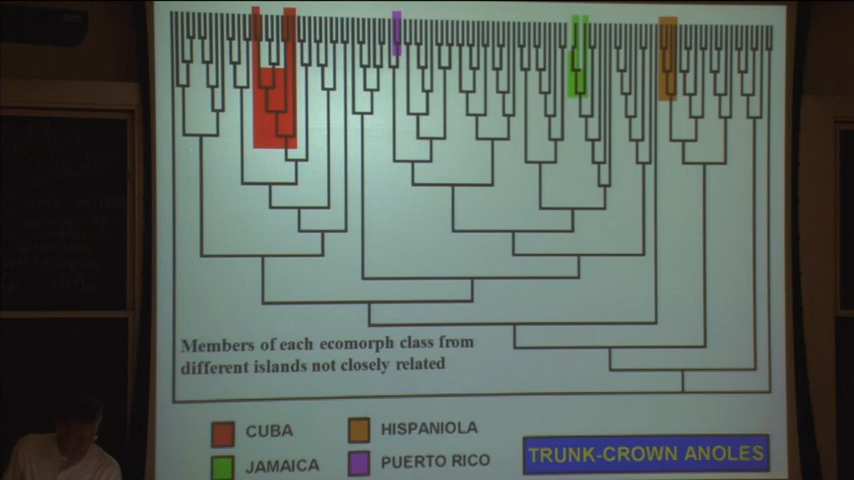 Members of each ecomorph class from
different islands not closely related
CUBA
HISPANIOLA
JAMAICA
PUERTO RICO
TRUNK-CROWN ANOLES